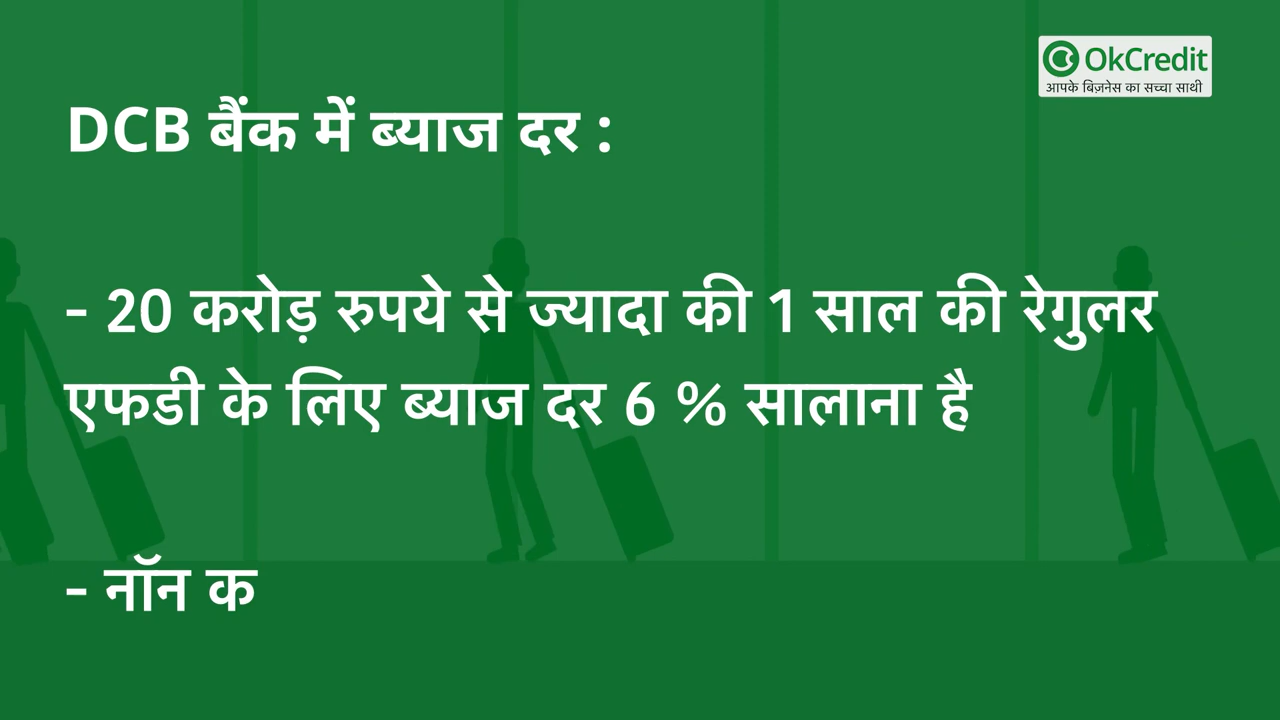 OkCredit
आपके बिज़नेस का सच्चा साथी
DCB बैंक में ब्याज दर :
- 20 करोड़ रुपये से ज्यादा की 1 साल की रेगुलर
एफडी के लिए ब्याज दर 6 % सालाना है
- नॉन क